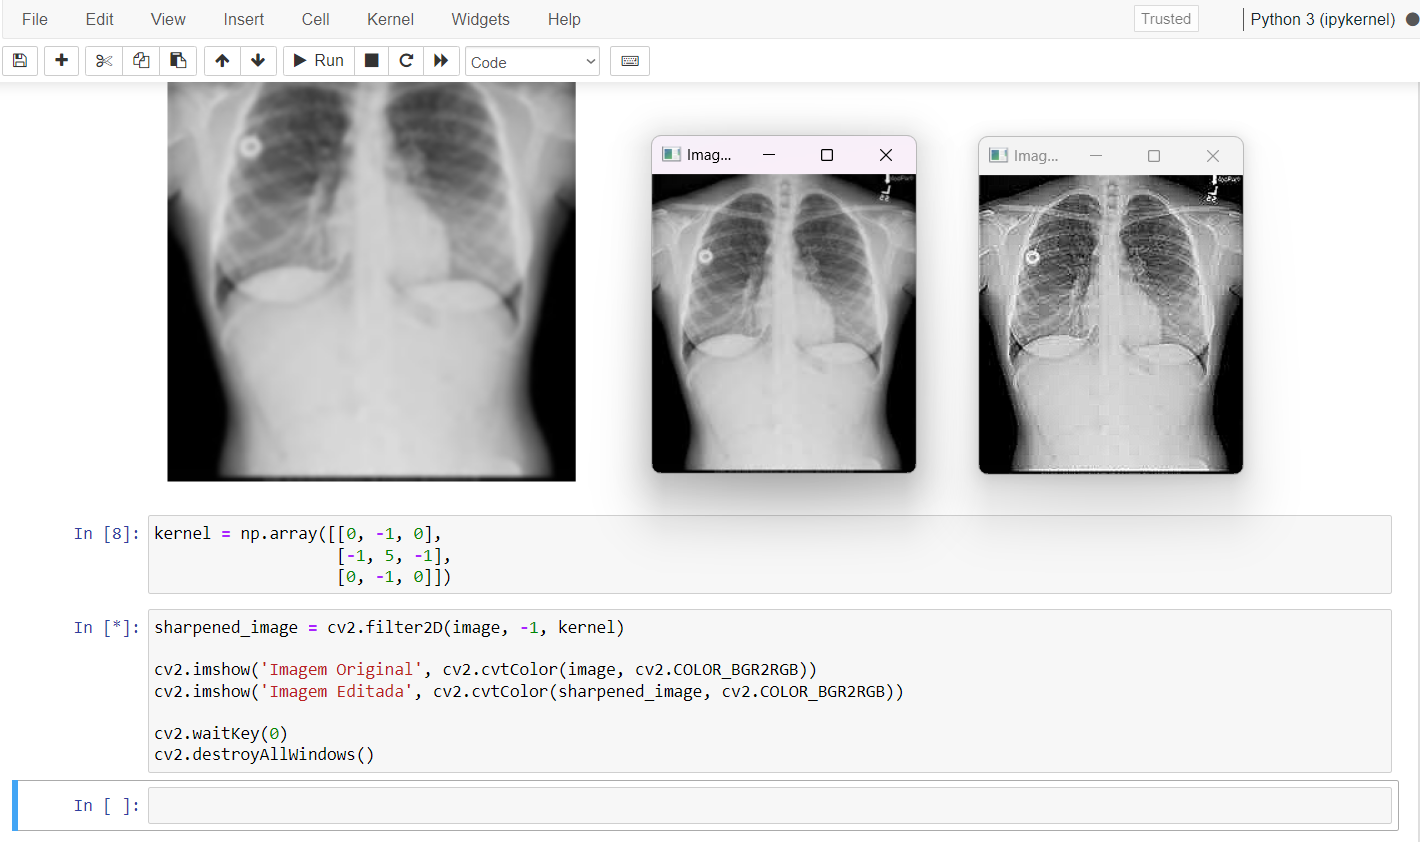 File Edit View Insert Cell Kernel Widgets Help Trusted Python 3 (ipykernel)
Run Code
Imag...
Imag...
In [8]: kernel = np.array([[0, -1, 0],
[-1, 5, -1],
[0, -1, 0]])
In [*]: sharpened_image = cv2.filter2D(image, -1, kernel)
cv2.imshow('Imagem Original', cv2.cvtColor(image, cv2.COLOR_BGR2RGB))
cv2.imshow('Imagem Editada', cv2.cvtColor(sharpened_image, cv2.COLOR_BGR2RGB))
cv2.waitKey(0)
cv2.destroyAllWindows()
In [ ]: